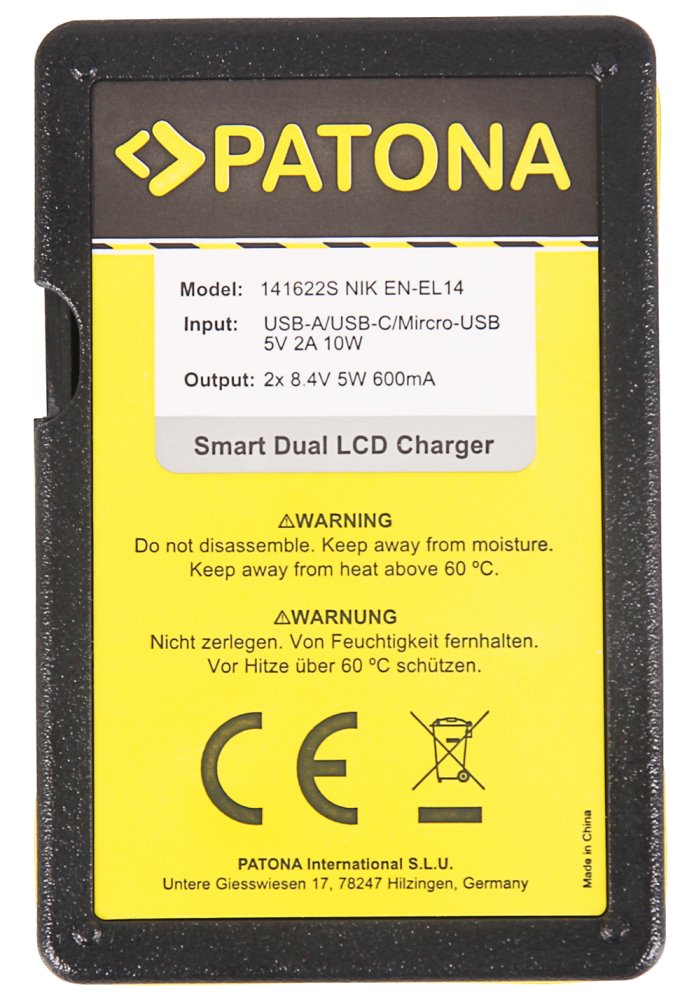 PATONA
Model: 141622S NIK EN-EL14
Input: USB-A/USB-C/Mircro-USB
5V 2A 10W
Output: 2x 8.4V 5W 600mA
Smart Dual LCD Charger
⚠WARNING
Do not disassemble. Keep away from moisture.
Keep away from heat above 60 ºC.
⚠WARNUNG
Nicht zerlegen. Von Feuchtigkeit fernhalten.
Vor Hitze über 60 ºC schützen.
CE
PATONA International S.L.U.
Untere Giesswiesen 17, 78247 Hilzingen, Germany
Made in China